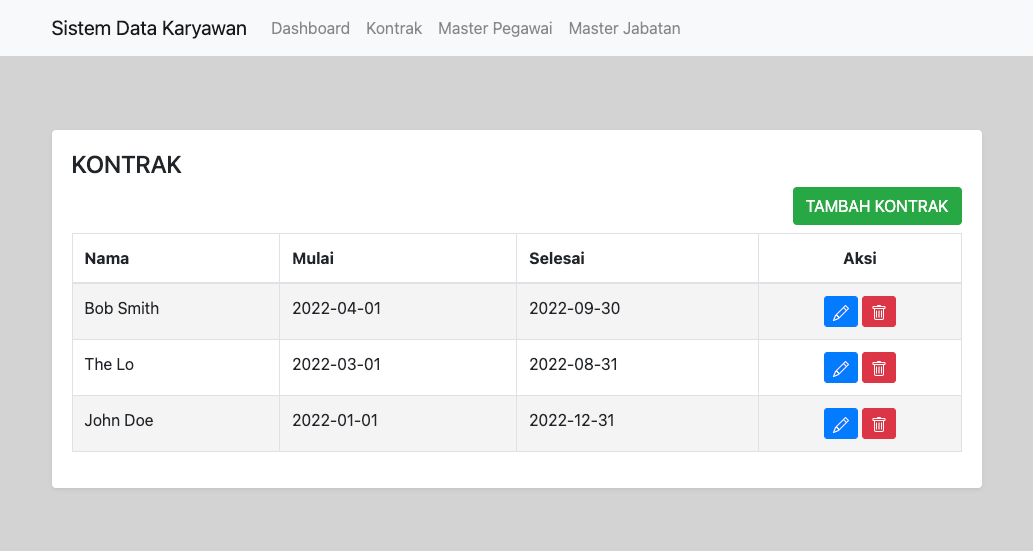 Sistem Data Karyawan Dashboard Kontrak Master Pegawai Master Jabatan
KONTRAK
TAMBAH KONTRAK
Nama Mulai Selesai Aksi
Bob Smith 2022-04-01 2022-09-30
The Lo 2022-03-01 2022-08-31
John Doe 2022-01-01 2022-12-31